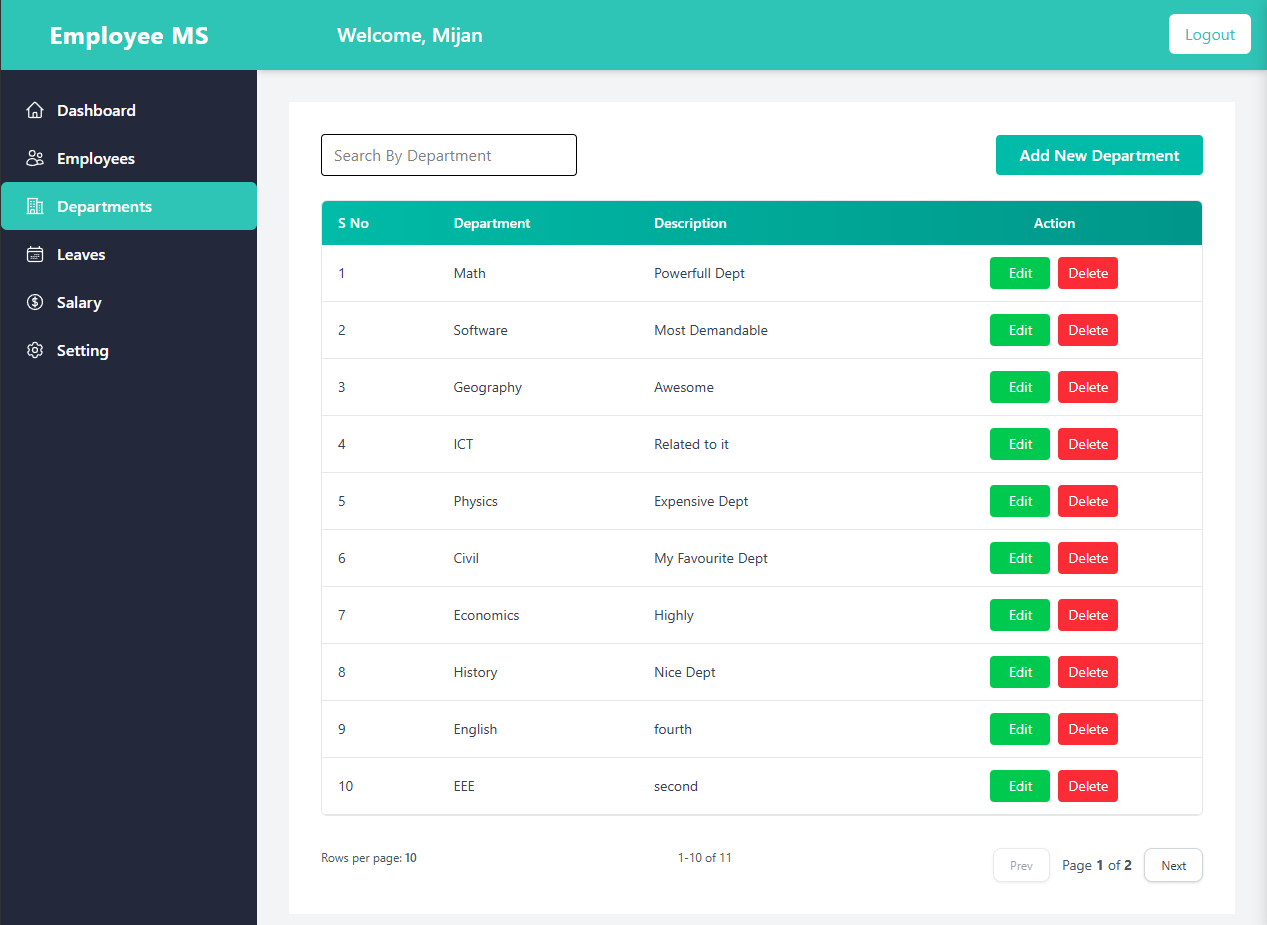 Employee MS
Welcome, Mijan
Logout
Dashboard
Employees
Departments
Leaves
Salary
Setting
Search By Department
Add New Department
S No Department Description Action
1 Math Powerfull Dept Edit Delete
2 Software Most Demandable Edit Delete
3 Geography Awesome Edit Delete
4 ICT Related to it Edit Delete
5 Physics Expensive Dept Edit Delete
6 Civil My Favourite Dept Edit Delete
7 Economics Highly Edit Delete
8 History Nice Dept Edit Delete
9 English fourth Edit Delete
10 EEE second Edit Delete
Rows per page: 10 1-10 of 11 Prev Page 1 of 2 Next